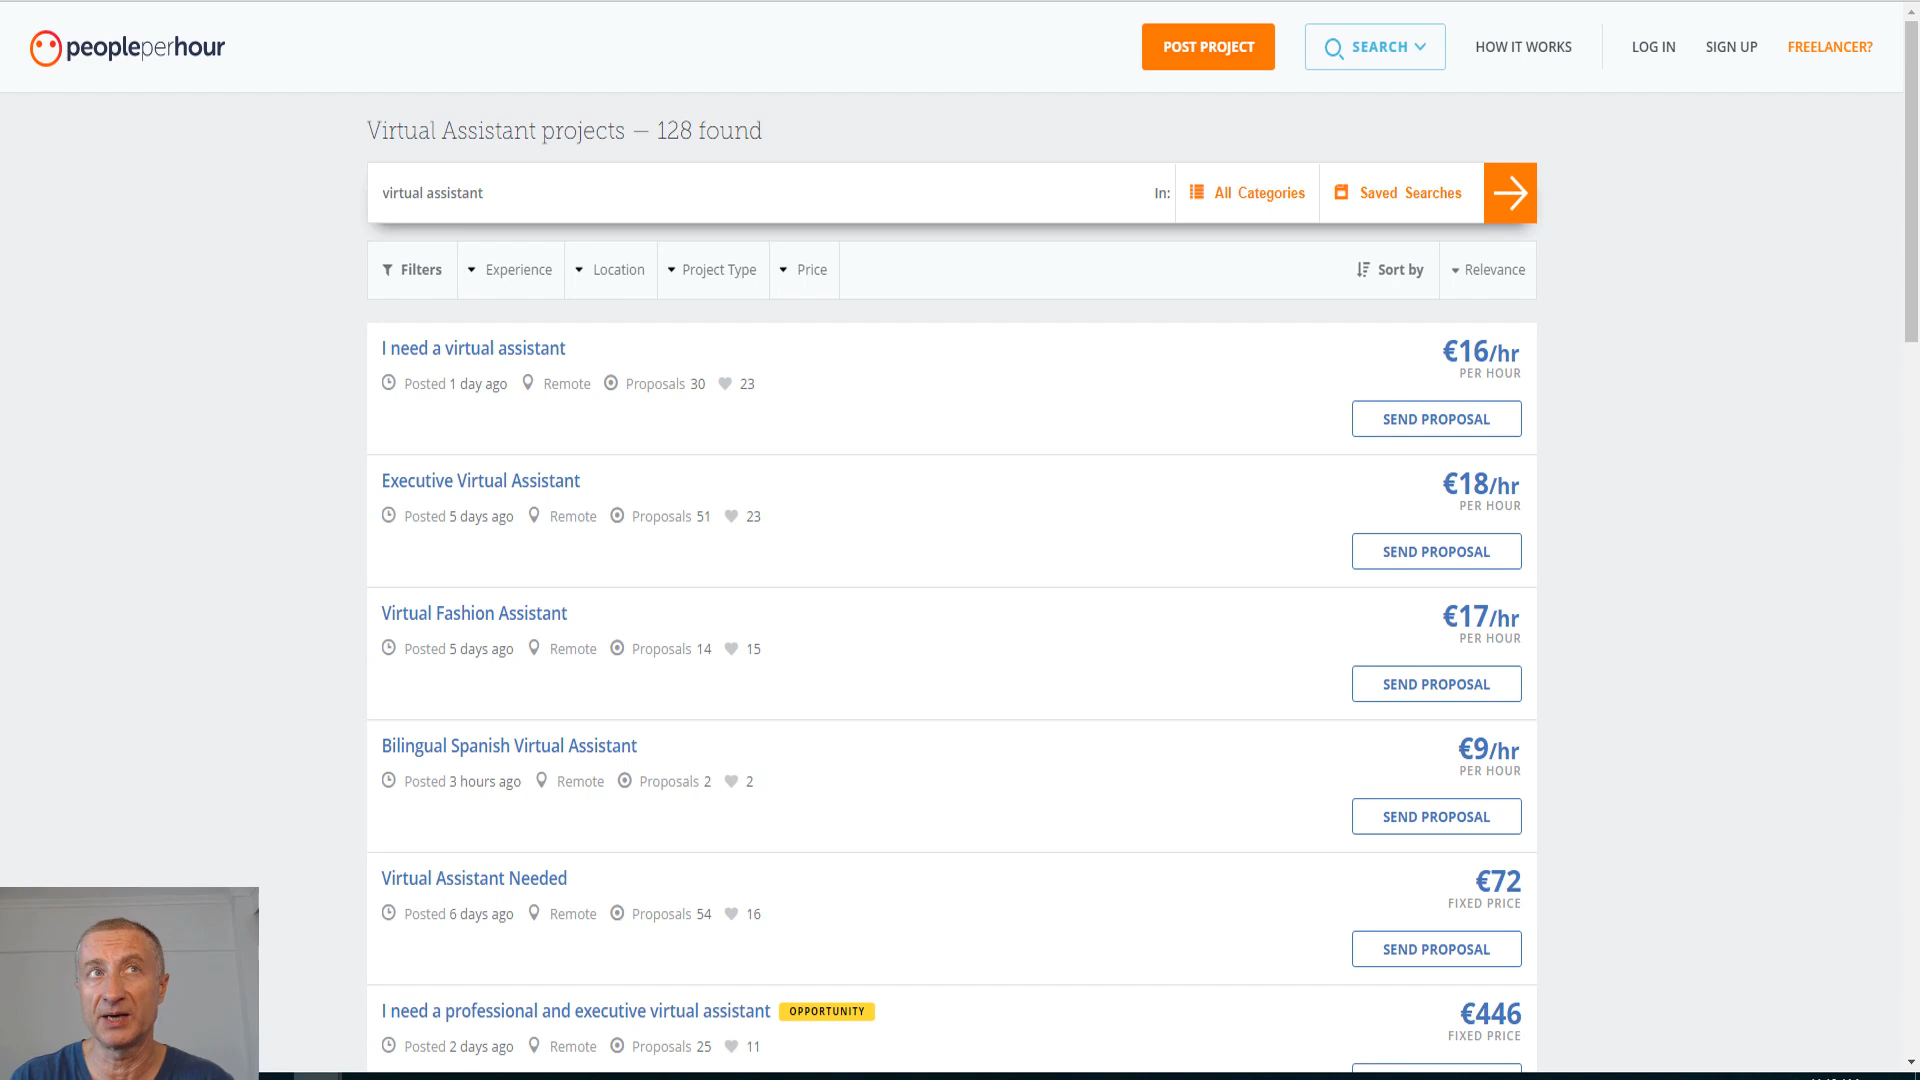 peopleperhour
POST PROJECT
SEARCH
HOW IT WORKS
LOG IN
SIGN UP
FREELANCER?
Virtual Assistant projects – 128 found
virtual assistant
In:
All Categories
Saved Searches
Filters
Experience
Location
Project Type
Price
Sort by
Relevance
I need a virtual assistant
€16/hr
PER HOUR
Posted 1 day ago Remote Proposals 30 23
SEND PROPOSAL
Executive Virtual Assistant
€18/hr
PER HOUR
Posted 5 days ago Remote Proposals 51 23
SEND PROPOSAL
Virtual Fashion Assistant
€17/hr
PER HOUR
Posted 5 days ago Remote Proposals 14 15
SEND PROPOSAL
Bilingual Spanish Virtual Assistant
€9/hr
PER HOUR
Posted 3 hours ago Remote Proposals 2 2
SEND PROPOSAL
Virtual Assistant Needed
€72
FIXED PRICE
Posted 6 days ago Remote Proposals 54 16
SEND PROPOSAL
I need a professional and executive virtual assistant OPPORTUNITY
€446
FIXED PRICE
Posted 2 days ago Remote Proposals 25 11